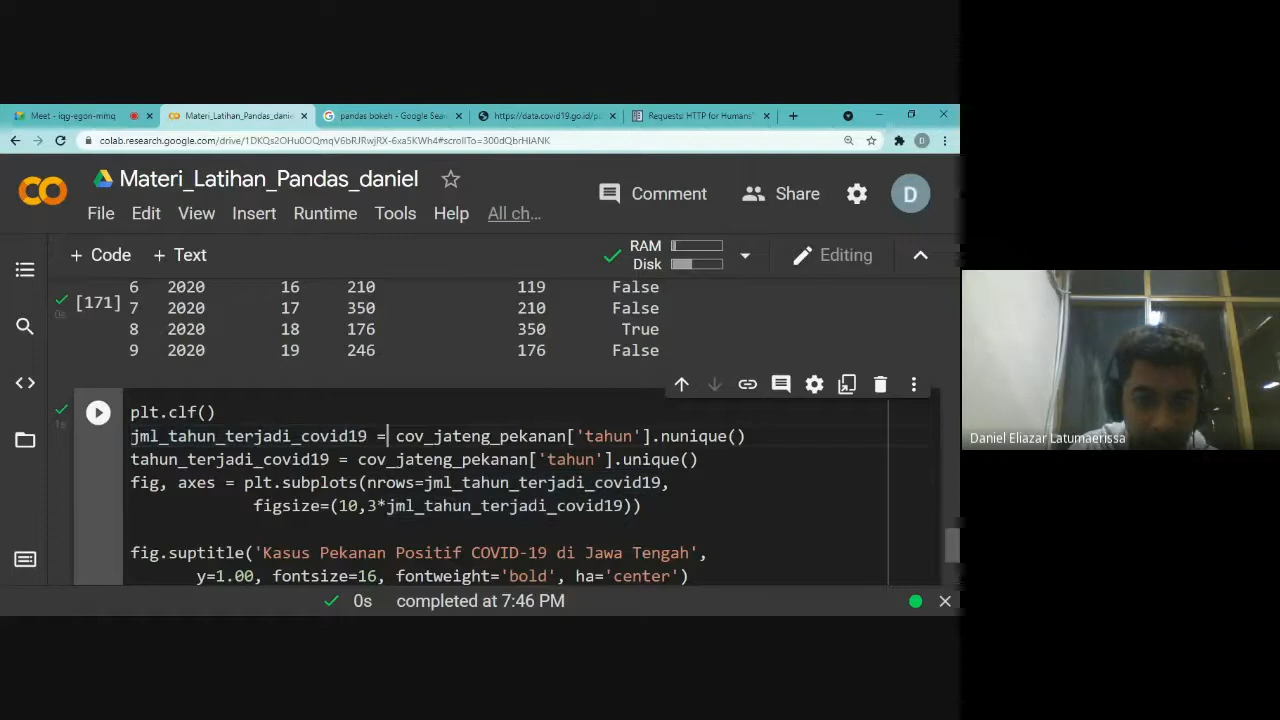 Meet - iqg-egon-mmq
Materi_Latihan_Pandas_danie
pandas bokeh - Google Sea
https://data.covid19.go.id/p
Requests: HTTP for Humans
colab.research.google.com/drive/1DKQs2OHu0OQmqV6bRJRwjRX-6xa5KWh4#scrollTo=300dQbrHIANK
D
CO
Materi_Latihan_Pandas_daniel
Comment
Share
D
File Edit View Insert Runtime Tools Help All ch...
+ Code + Text
RAM
Disk
Editing
6 2020 16 210 119 False
[171]
0s
7 2020 17 350 210 False
8 2020 18 176 350 True
9 2020 19 246 176 False
1s
plt.clf()
jml_tahun_terjadi_covid19 = cov_jateng_pekanan['tahun'].nunique()
tahun_terjadi_covid19 = cov_jateng_pekanan['tahun'].unique()
fig, axes = plt.subplots(nrows=jml_tahun_terjadi_covid19,
figsize=(10,3*jml_tahun_terjadi_covid19))
fig.suptitle('Kasus Pekanan Positif COVID-19 di Jawa Tengah',
y=1.00, fontsize=16, fontweight='bold', ha='center')
0s completed at 7:46 PM
Daniel Eliazar Latumaerissa